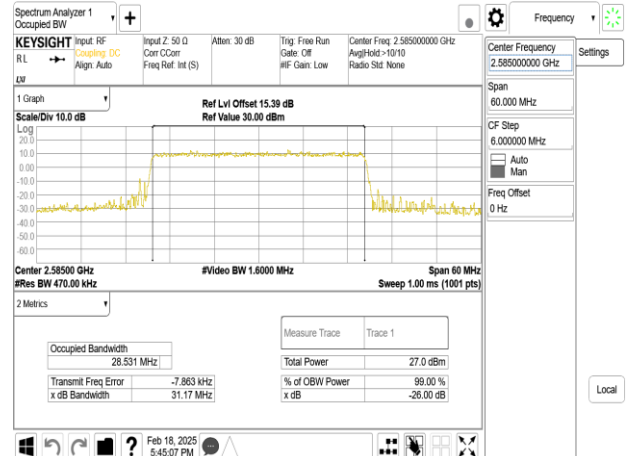 Spectrum Analyzer 1
Occupied BW
+
Frequency
KEYSIGHT
RL
LXI
Input: RF
Coupling: DC
Align: Auto
Input Z: 50 Ω
Corr CCorr
Freq Ref: Int (S)
Atten: 30 dB
Trig: Free Run
Gate: Off
#IF Gain: Low
Center Freq: 2.585000000 GHz
Avg|Hold:>10/10
Radio Std: None
Center Frequency
2.585000000 GHz
Settings
Span
60.000 MHz
CF Step
6.000000 MHz
Auto
Man
Freq Offset
0 Hz
Local
1 Graph
Scale/Div 10.0 dB
Ref Lvl Offset 15.39 dB
Ref Value 30.00 dBm
Log
20.0
10.0
0.00
-10.0
-20.0
-30.0
-40.0
-50.0
-60.0
Center 2.58500 GHz
#Video BW 1.6000 MHz
Span 60 MHz
#Res BW 470.00 kHz
Sweep 1.00 ms (1001 pts)
2 Metrics
Measure Trace Trace 1
Occupied Bandwidth
28.531 MHz
Total Power 27.0 dBm
Transmit Freq Error -7.863 kHz
% of OBW Power 99.00 %
x dB Bandwidth 31.17 MHz
x dB -26.00 dB
?
Feb 18, 2025
5:45:07 PM